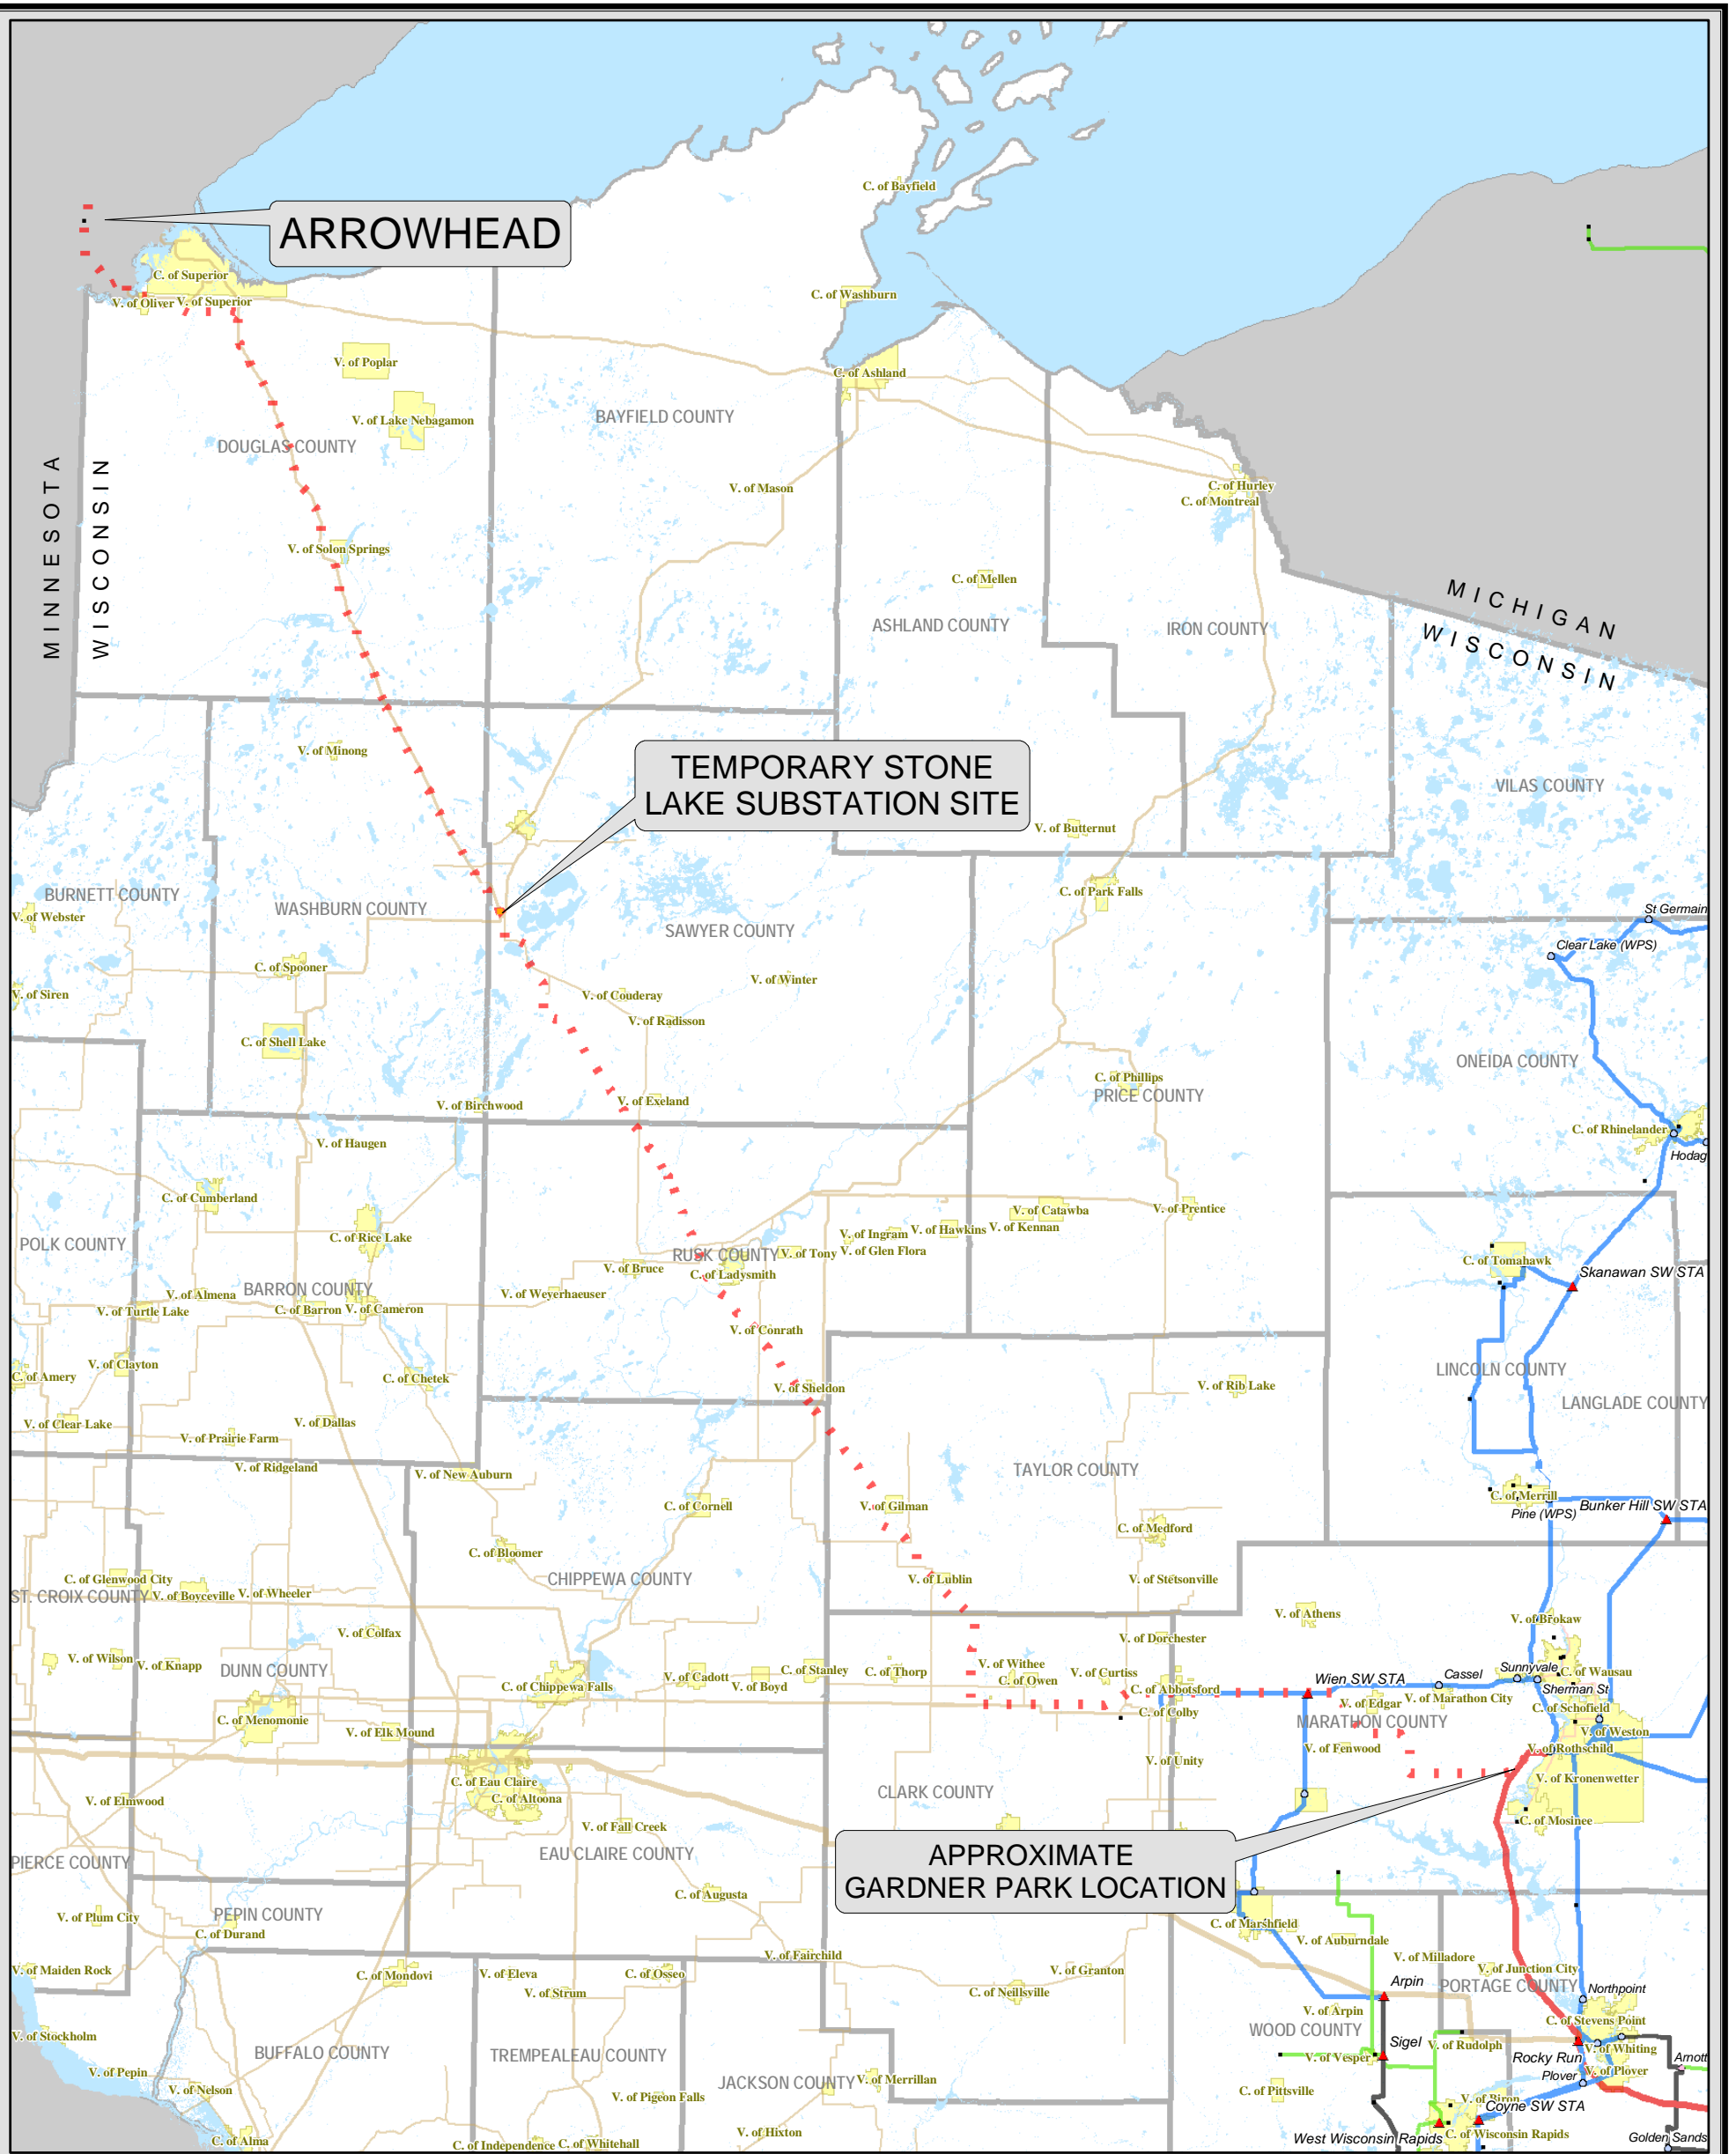 C. of Bayfield
ARROWHEAD
C. of Superior
C. of Washburn
V. of Oliver
V. of Superior
V. of Poplar
C. of Ashland
V. of Lake Nebagamon
BAYFIELD COUNTY
DOUGLAS COUNTY
MINNESOTA
WISCONSIN
V. of Mason
C. of Hurley
C. of Montreal
V. of Solon Springs
C. of Mellen
MICHIGAN
WISCONSIN
ASHLAND COUNTY
IRON COUNTY
V. of Minong
TEMPORARY STONE
LAKE SUBSTATION SITE
VILAS COUNTY
V. of Butternut
BURNETT COUNTY
C. of Park Falls
V. of Webster
WASHBURN COUNTY
St Germain
SAWYER COUNTY
Clear Lake (WPS)
C. of Spooner
V. of Winter
V. of Siren
V. of Couderay
V. of Radisson
C. of Shell Lake
ONEIDA COUNTY
C. of Phillips
PRICE COUNTY
V. of Birchwood
V. of Exeland
C. of Rhinelander
V. of Haugen
Hodag
C. of Cumberland
V. of Catawba
V. of Prentice
V. of Ingram
V. of Hawkins
V. of Kennan
C. of Rice Lake
POLK COUNTY
RUSK COUNTY
V. of Tony
V. of Glen Flora
C. of Tomahawk
V. of Bruce
C. of Ladysmith
Skanawan SW STA
BARRON COUNTY
V. of Almena
V. of Weyerhaeuser
V. of Turtle Lake
C. of Barron
V. of Cameron
V. of Conrath
V. of Clayton
LINCOLN COUNTY
C. of Amery
C. of Chetek
V. of Sheldon
V. of Rib Lake
LANGLADE COUNTY
V. of Clear Lake
V. of Dallas
V. of Prairie Farm
V. of Ridgeland
V. of New Auburn
TAYLOR COUNTY
C. of Cornell
V. of Gilman
C. of Merrill
Bunker Hill SW STA
Pine (WPS)
C. of Medford
C. of Bloomer
C. of Glenwood City
CHIPPEWA COUNTY
V. of Lublin
V. of Stetsonville
ST. CROIX COUNTY
V. of Boyceville
V. of Wheeler
V. of Athens
V. of Brokaw
V. of Colfax
V. of Dorchester
V. of Wilson
V. of Knapp
DUNN COUNTY
V. of Cadott
C. of Stanley
C. of Thorp
V. of Withee
C. of Owen
V. of Curtiss
Wien SW STA
Cassel
Sunnyvale
C. of Wausau
C. of Chippewa Falls
V. of Boyd
C. of Abbotsford
Sherman St
V. of Edgar
V. of Marathon City
C. of Schofield
C. of Colby
C. of Menomonie
V. of Elk Mound
MARATHON COUNTY
V. of Weston
V. of Fenwood
V. of Rothschild
V. of Unity
C. of Eau Claire
V. of Kronenwetter
CLARK COUNTY
C. of Altoona
V. of Elmwood
C. of Mosinee
V. of Fall Creek
EAU CLAIRE COUNTY
APPROXIMATE
GARDNER PARK LOCATION
PIERCE COUNTY
C. of Augusta
V. of Plum City
PEPIN COUNTY
C. of Durand
C. of Marshfield
V. of Auburndale
V. of Fairchild
V. of Milladore
V. of Maiden Rock
C. of Mondovi
V. of Eleva
C. of Osseo
V. of Granton
V. of Junction City
Arpin
PORTAGE COUNTY
Northpoint
V. of Strum
C. of Neillsville
V. of Arpin
C. of Stevens Point
WOOD COUNTY
V. of Stockholm
Sigel
V. of Rudolph
V. of Whiting
BUFFALO COUNTY
TREMPEALEAU COUNTY
V. of Vesper
Rocky Run
Arnott
V. of Pepin
Plover
V. of Plover
V. of Nelson
JACKSON COUNTY
V. of Merrillan
C. of Pittsville
V. of Pigeon Falls
V. of Biron
Coyne SW STA
V. of Hixton
C. of Alma
C. of Independence
C. of Whitehall
West Wisconsin Rapids
C. of Wisconsin Rapids
Golden Sands